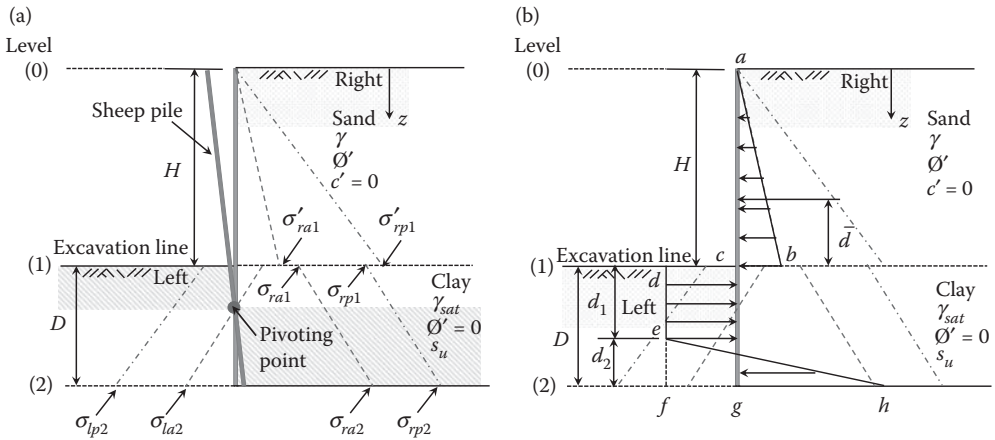 (a)
Level
(0)
Right
Sheep pile
z
Sand
γ
Ø′
c′ = 0
H
σ′ra1
σ′rp1
Excavation line
(1)
Left
σra1
σrp1
Clay
γsat
Ø′ = 0
su
D
Pivoting
point
(2)
σlp2
σla2
σra2
σrp2
(b)
Level
a
(0)
Right
z
Sand
γ
Ø′
c′ = 0
H
d̄
Excavation line
(1)
c
b
d
d1
Left
Clay
γsat
Ø′ = 0
su
D
e
d2
(2)
f
g
h